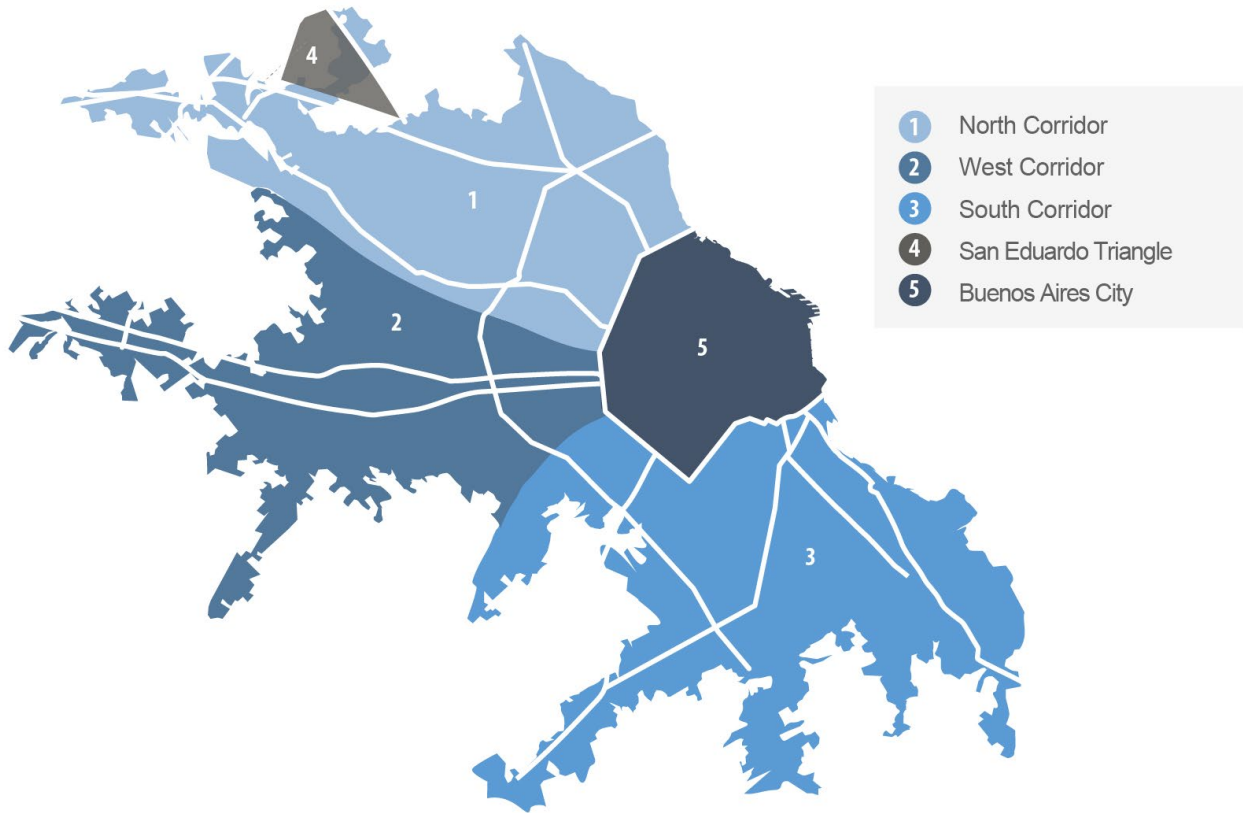 4
1
2
5
3
1 North Corridor
2 West Corridor
3 South Corridor
4 San Eduardo Triangle
5 Buenos Aires City